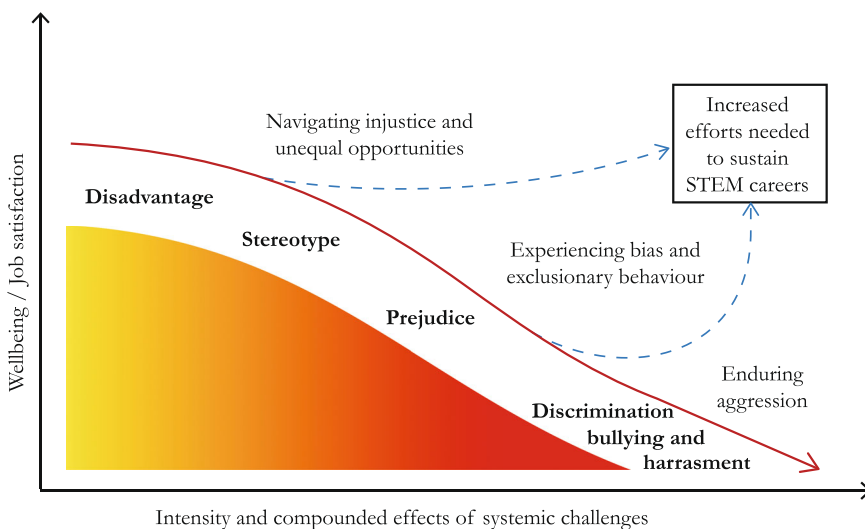 Wellbeing / Job satisfaction
Navigating injustice and
unequal opportunities
Increased
efforts needed
to sustain
STEM careers
Disadvantage
Stereotype
Experiencing bias and
exclusionary behaviour
Prejudice
Enduring
aggression
Discrimination
bullying and
harrasment
Intensity and compounded effects of systemic challenges